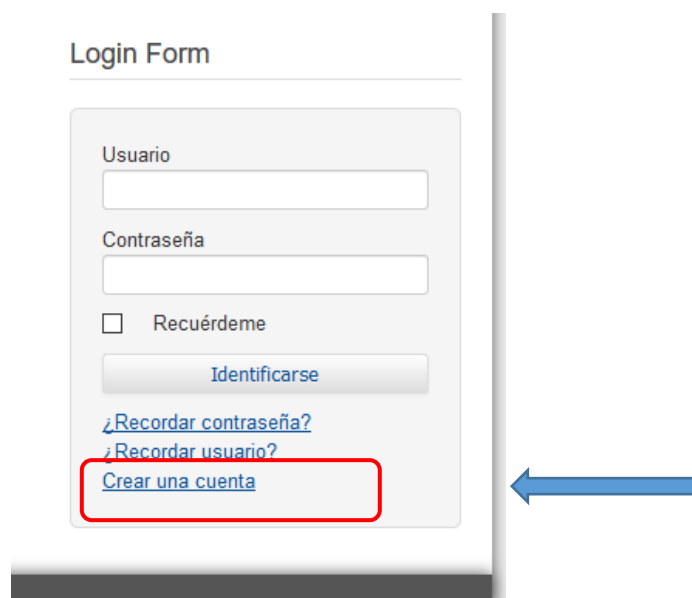 Login Form
Usuario
Contraseña
Recuérdeme
Identificarse
¿Recordar contraseña?
¿Recordar usuario?
Crear una cuenta